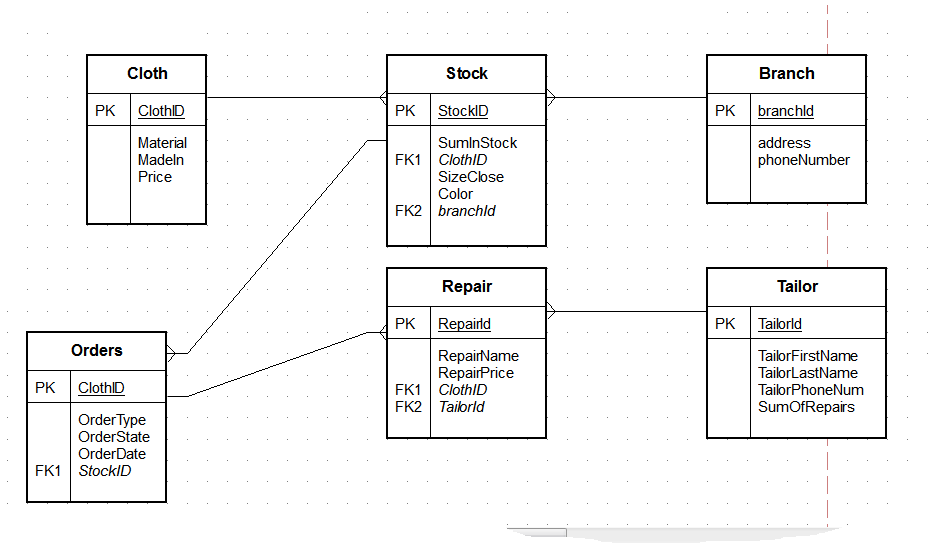 Cloth
PK ClothID
Material
MadeIn
Price
Stock
PK StockID
SumInStock
FK1 ClothID
SizeClose
Color
FK2 branchId
Branch
PK branchId
address
phoneNumber
Orders
PK ClothID
OrderType
OrderState
OrderDate
FK1 StockID
Repair
PK RepairId
RepairName
RepairPrice
FK1 ClothID
FK2 TailorId
Tailor
PK TailorId
TailorFirstName
TailorLastName
TailorPhoneNum
SumOfRepairs